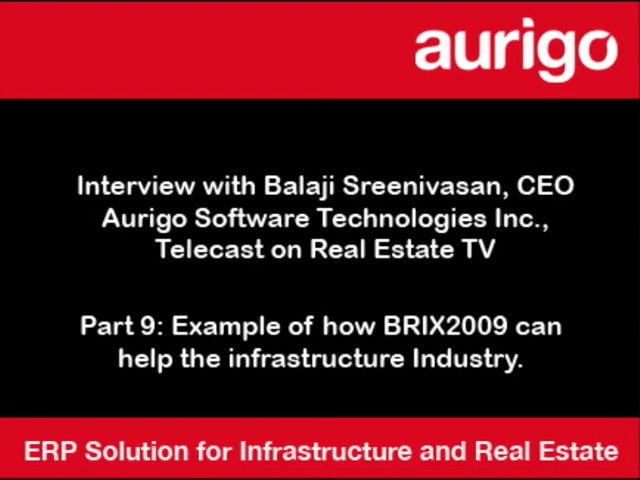 aurigo
Interview with Balaji Sreenivasan, CEO
Aurigo Software Technologies Inc.,
Telecast on Real Estate TV
Part 9: Example of how BRIX2009 can
help the infrastructure Industry.
ERP Solution for Infrastructure and Real Estate